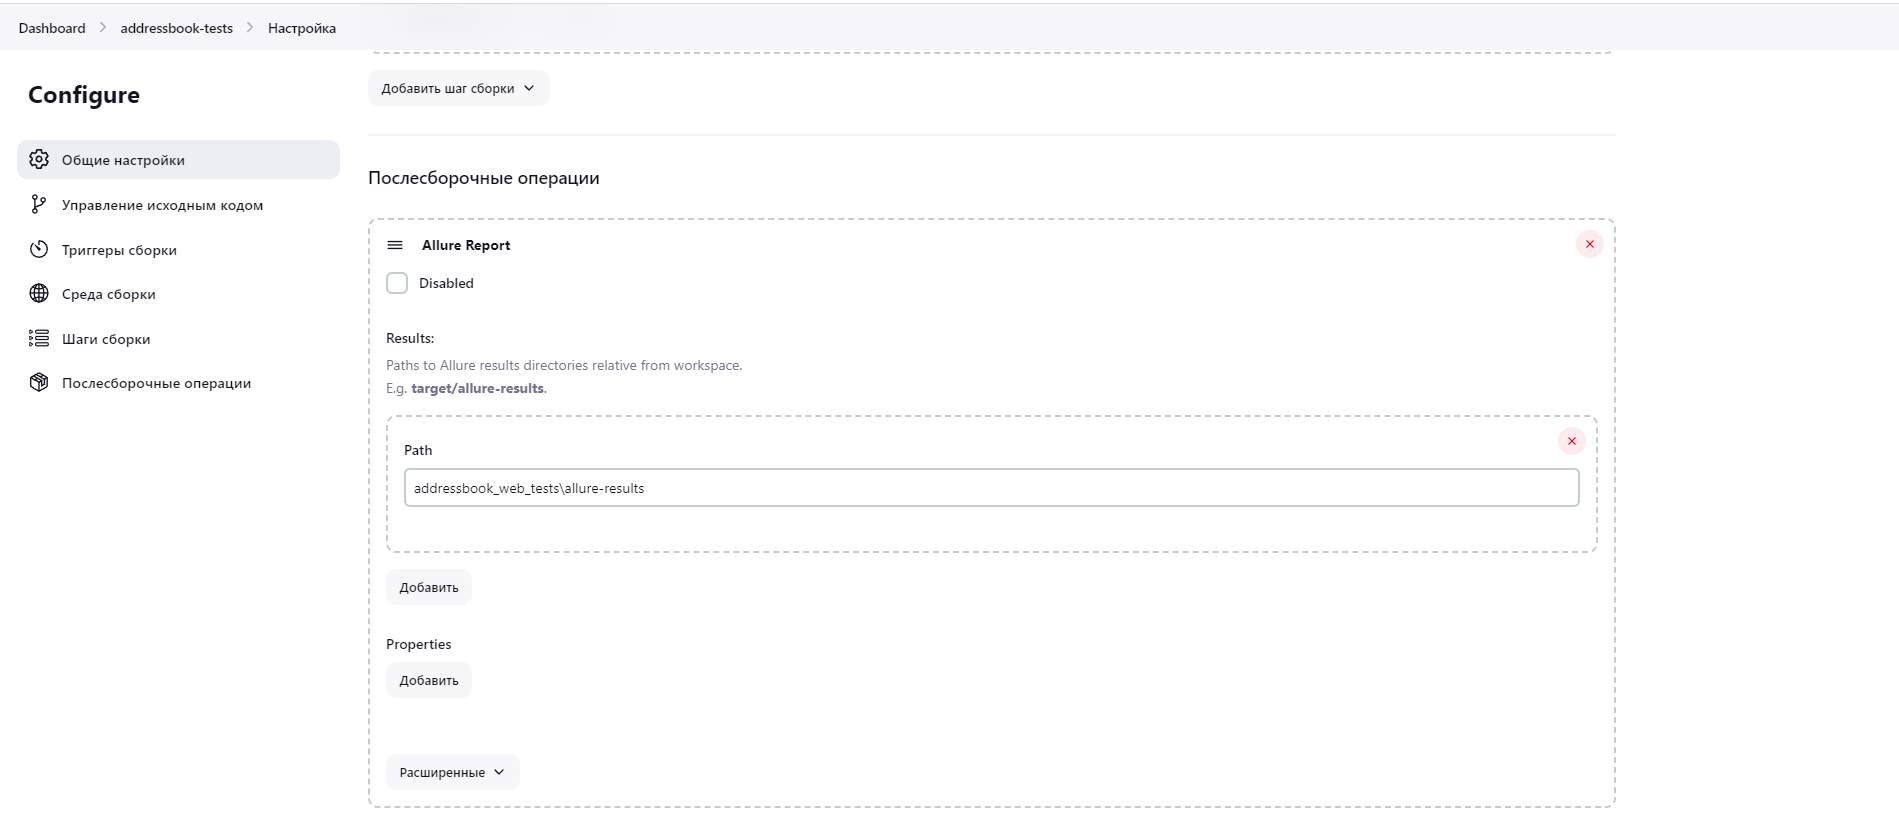 Dashboard addressbook-tests Настройка
Configure
Общие настройки
Управление исходным кодом
Триггеры сборки
Среда сборки
Шаги сборки
Послесборочные операции
Добавить шаг сборки
Послесборочные операции
Allure Report
Disabled
Results:
Paths to Allure results directories relative from workspace.
E.g. target/allure-results.
Path
addressbook_web_tests\allure-results
Добавить
Properties
Добавить
Расширенные